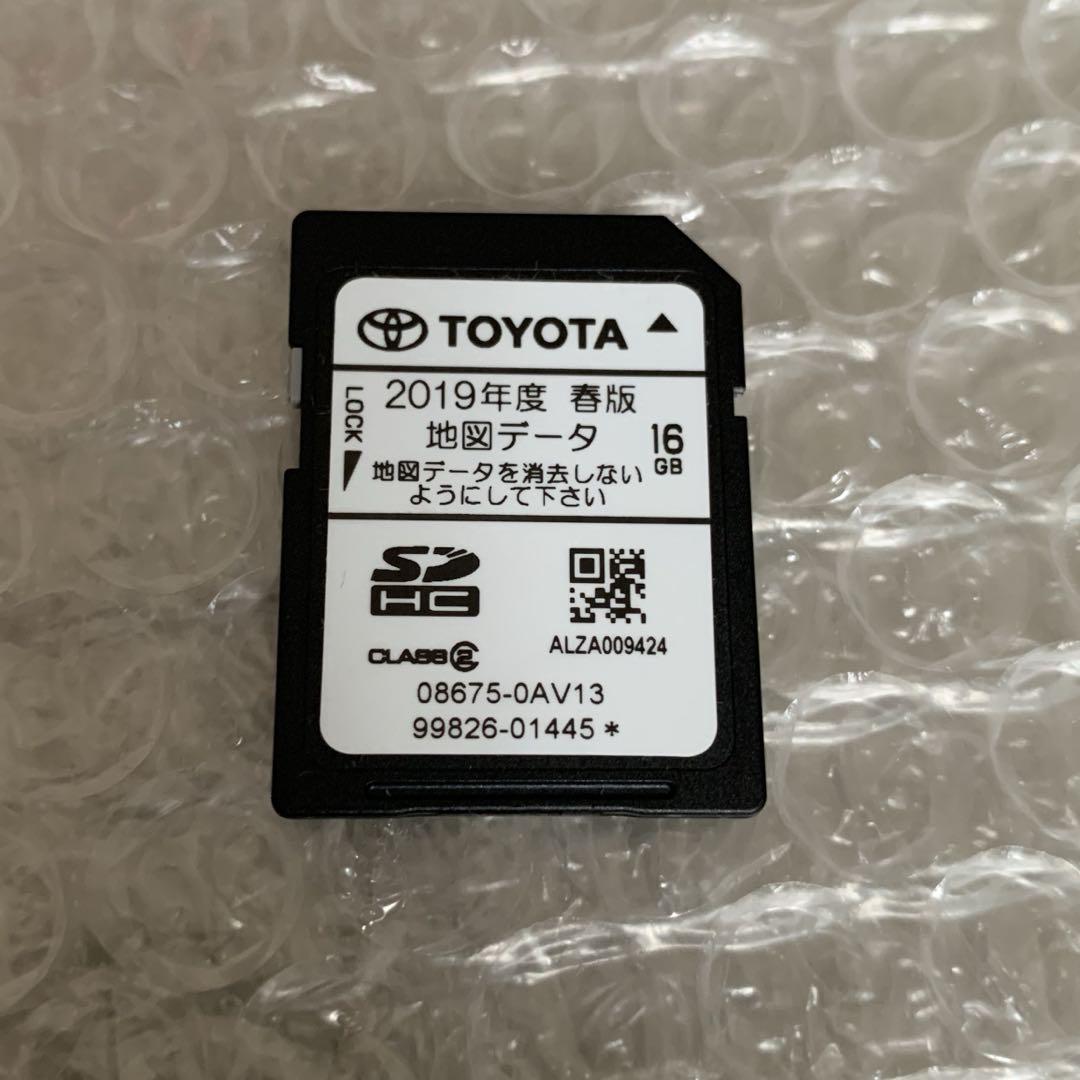 TOYOTA
LOCK
2019年度 春版
地図データ
16
GB
地図データを消去しない
ようにして下さい
SD
HC
CLASS2
ALZA009424
08675-0AV13
99826-01445*